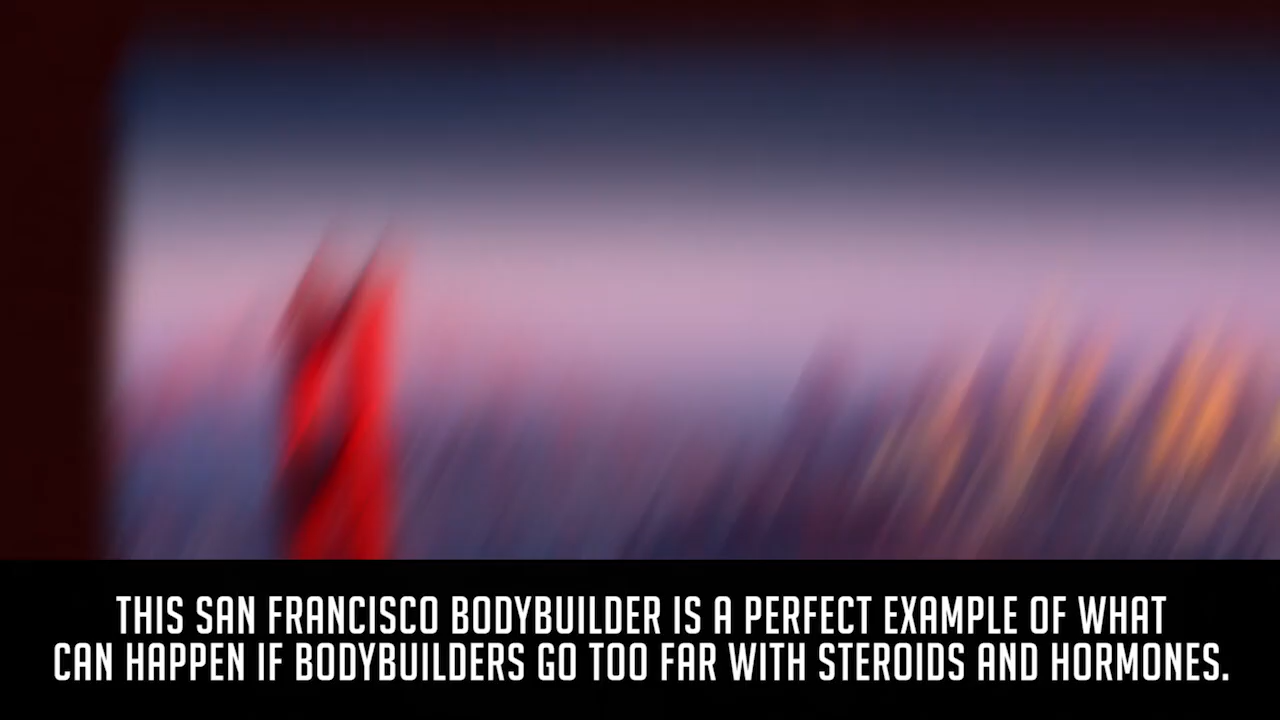 THIS SAN FRANCISCO BODYBUILDER IS A PERFECT EXAMPLE OF WHAT
CAN HAPPEN IF BODYBUILDERS GO TOO FAR WITH STEROIDS AND HORMONES.